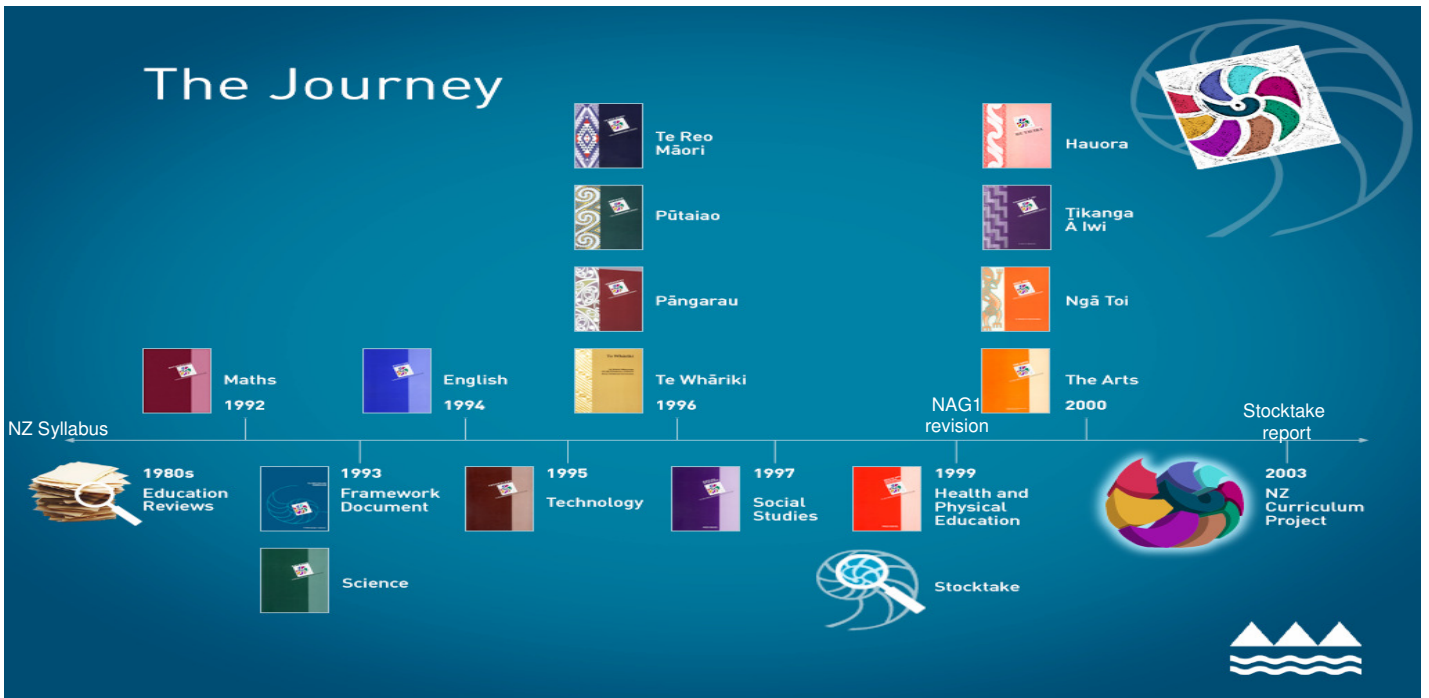 The Journey
Te Reo
Māori
Pūtaiao
Pāngarau
Te Whāriki
1996
Hauora
Tikanga
Ā Iwi
Ngā Toi
The Arts
2000
Maths
1992
English
1994
NAG1
revision
Stocktake
report
NZ Syllabus
1980s
Education
Reviews
1993
Framework
Document
Science
1995
Technology
1997
Social
Studies
1999
Health and
Physical
Education
Stocktake
2003
NZ
Curriculum
Project